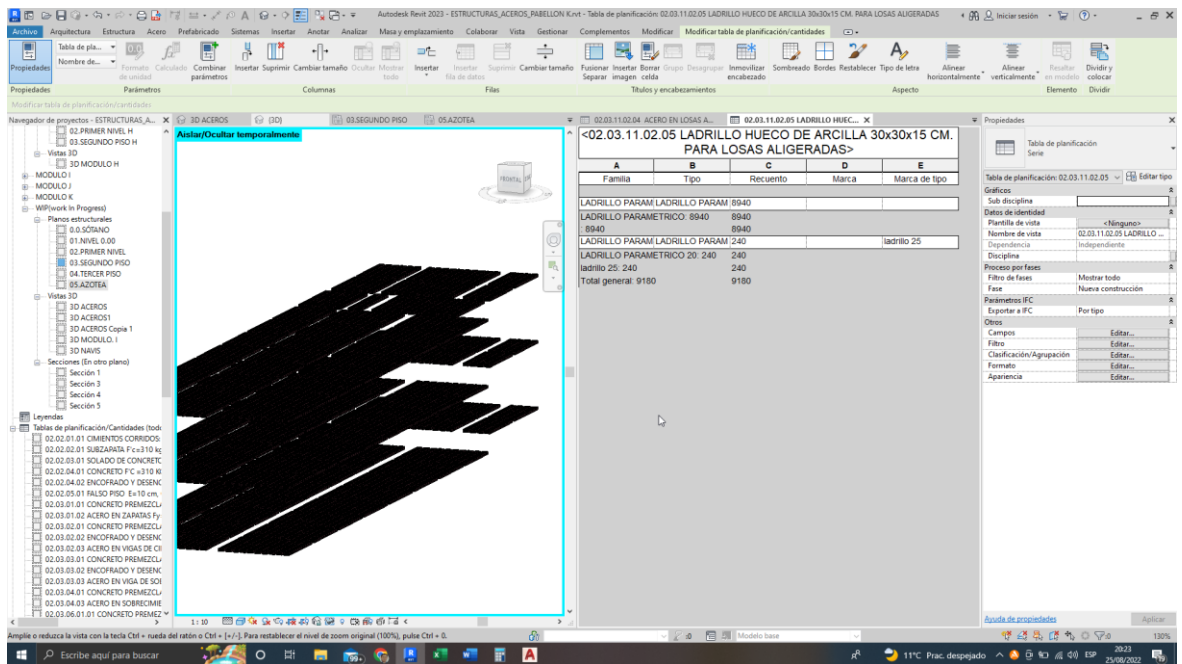 Autodesk Revit 2023 - ESTRUCTURAS_ACEROS_PABELLON K.rvt - Tabla de planificación: 02.03.11.02.05 LADRILLO HUECO DE ARCILLA 30x30x15 CM. PARA LOSAS ALIGERADAS
Iniciar sesión
Archivo Arquitectura Estructura Acero Prefabricado Sistemas Insertar Anotar Analizar Masa y emplazamiento Colaborar Vista Gestionar Complementos Modificar Modificar tabla de planificación/cantidades
Tabla de pla...
Nombre de...
Propiedades
Formato de unidad
Calculado
Combinar parámetros
Insertar Suprimir Cambiar tamaño Ocultar Mostrar todo
Insertar
Insertar fila de datos
Suprimir Cambiar tamaño
Fusionar Separar
Insertar imagen
Borrar celda
Grupo Desagrupar
Inmovilizar encabezado
Sombreado Bordes Restablecer Tipo de letra
Alinear horizontalmente
Alinear verticalmente
Resaltar en modelo
Dividir y colocar
Propiedades Parámetros Columnas Filas Títulos y encabezamientos Aspecto Elemento Dividir
Modificar tabla de planificación/cantidades
Navegador de proyectos - ESTRUCTURAS_A...
02.PRIMER NIVEL H
03.SEGUNDO PISO H
Vistas 3D
3D MODULO H
MODULO I
MODULO J
MODULO K
WIP(work In Progress)
Planos estructurales
0.0.SÓTANO
01.NIVEL 0.00
02.PRIMER NIVEL
03.SEGUNDO PISO
04.TERCER PISO
05.AZOTEA
Vistas 3D
3D ACEROS
3D ACEROS1
3D ACEROS Copia 1
3D MODULO. I
3D NAVIS
Secciones (En otro plano)
Sección 1
Sección 3
Sección 4
Sección 5
Leyendas
Tablas de planificación/Cantidades (todo
02.02.01.01 CIMIENTOS CORRIDOS:
02.02.02.01 SUBZAPATA F'c=310 kg
02.02.03.01 SOLADO DE CONCRETO
02.02.04.01 CONCRETO F'C =310 K
02.02.04.02 ENCOFRADO Y DESENC
02.02.05.01 FALSO PISO E=10 cm,
02.03.01.01 CONCRETO PREMEZCL
02.03.01.02 ACERO EN ZAPATAS Fy
02.03.02.01 CONCRETO PREMEZCL
02.03.02.02 ENCOFRADO Y DESENC
02.03.02.03 ACERO EN VIGAS DE CI
02.03.03.01 CONCRETO PREMEZCL
02.03.03.02 ENCOFRADO Y DESENC
02.03.03.03 ACERO EN VIGA DE SOB
02.03.04.01 CONCRETO PREMEZCL
02.03.04.03 ACERO EN SOBRECIMIE
02.03.06.01.01 CONCRETO PREMEZ
3D ACEROS
{3D}
03.SEGUNDO PISO
05.AZOTEA
Aislar/Ocultar temporalmente
FRONTAL
1 : 10
02.03.11.02.04 ACERO EN LOSAS A...
02.03.11.02.05 LADRILLO HUEC...
<02.03.11.02.05 LADRILLO HUECO DE ARCILLA 30x30x15 CM.
PARA LOSAS ALIGERADAS>
A B C D E
Familia Tipo Recuento Marca Marca de tipo
LADRILLO PARAM LADRILLO PARAM 8940
LADRILLO PARAMETRICO: 8940 8940
: 8940 8940
LADRILLO PARAM LADRILLO PARAM 240 ladrillo 25
LADRILLO PARAMETRICO 20: 240 240
ladrillo 25: 240 240
Total general: 9180 9180
Propiedades
Tabla de planificación
Serie
Tabla de planificación: 02.03.11.02.05 Editar tipo
Gráficos
Sub disciplina
Datos de identidad
Plantilla de vista <Ninguno>
Nombre de vista 02.03.11.02.05 LADRILLO ...
Dependencia Independiente
Disciplina
Proceso por fases
Filtro de fases Mostrar todo
Fase Nueva construcción
Parámetros IFC
Exportar a IFC Por tipo
Otros
Campos Editar...
Filtro Editar...
Clasificación/Agrupación Editar...
Formato Editar...
Apariencia Editar...
Ayuda de propiedades Aplicar
Amplíe o reduzca la vista con la tecla Ctrl + rueda del ratón o Ctrl + [+/-]. Para restablecer el nivel de zoom original (100%), pulse Ctrl + 0.
:0
Modelo base
:0
130%
Escribe aquí para buscar
11°C Prac. despejado
ESP
20:23
25/08/2022